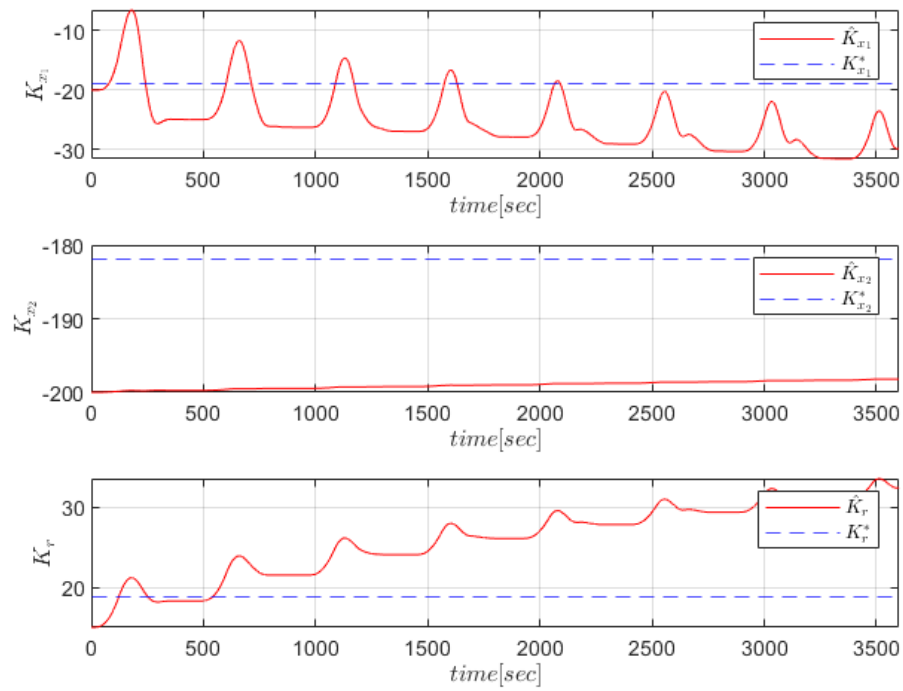 -10
-20
-30
K_{x_1}
\hat{K}_{x_1}
K^*_{x_1}
0 500 1000 1500 2000 2500 3000 3500
time[sec]
-180
-190
-200
K_{x_2}
\hat{K}_{x_2}
K^*_{x_2}
0 500 1000 1500 2000 2500 3000 3500
time[sec]
30
20
K_r
\hat{K}_r
K^*_r
0 500 1000 1500 2000 2500 3000 3500
time[sec]